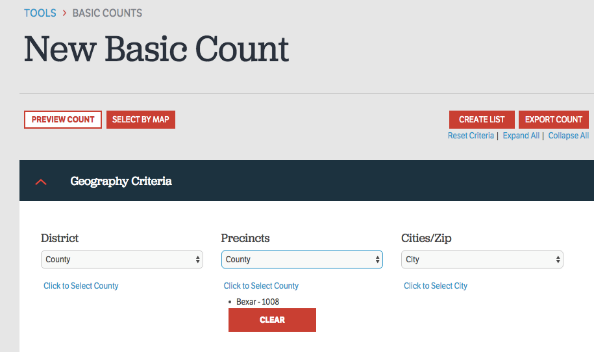 TOOLS > BASIC COUNTS
New Basic Count
PREVIEW COUNT SELECT BY MAP CREATE LIST EXPORT COUNT
Reset Criteria | Expand All | Collapse All
Geography Criteria
District Precincts Cities/Zip
County County City
Click to Select County Click to Select County Click to Select City
• Bexar - 1008
CLEAR